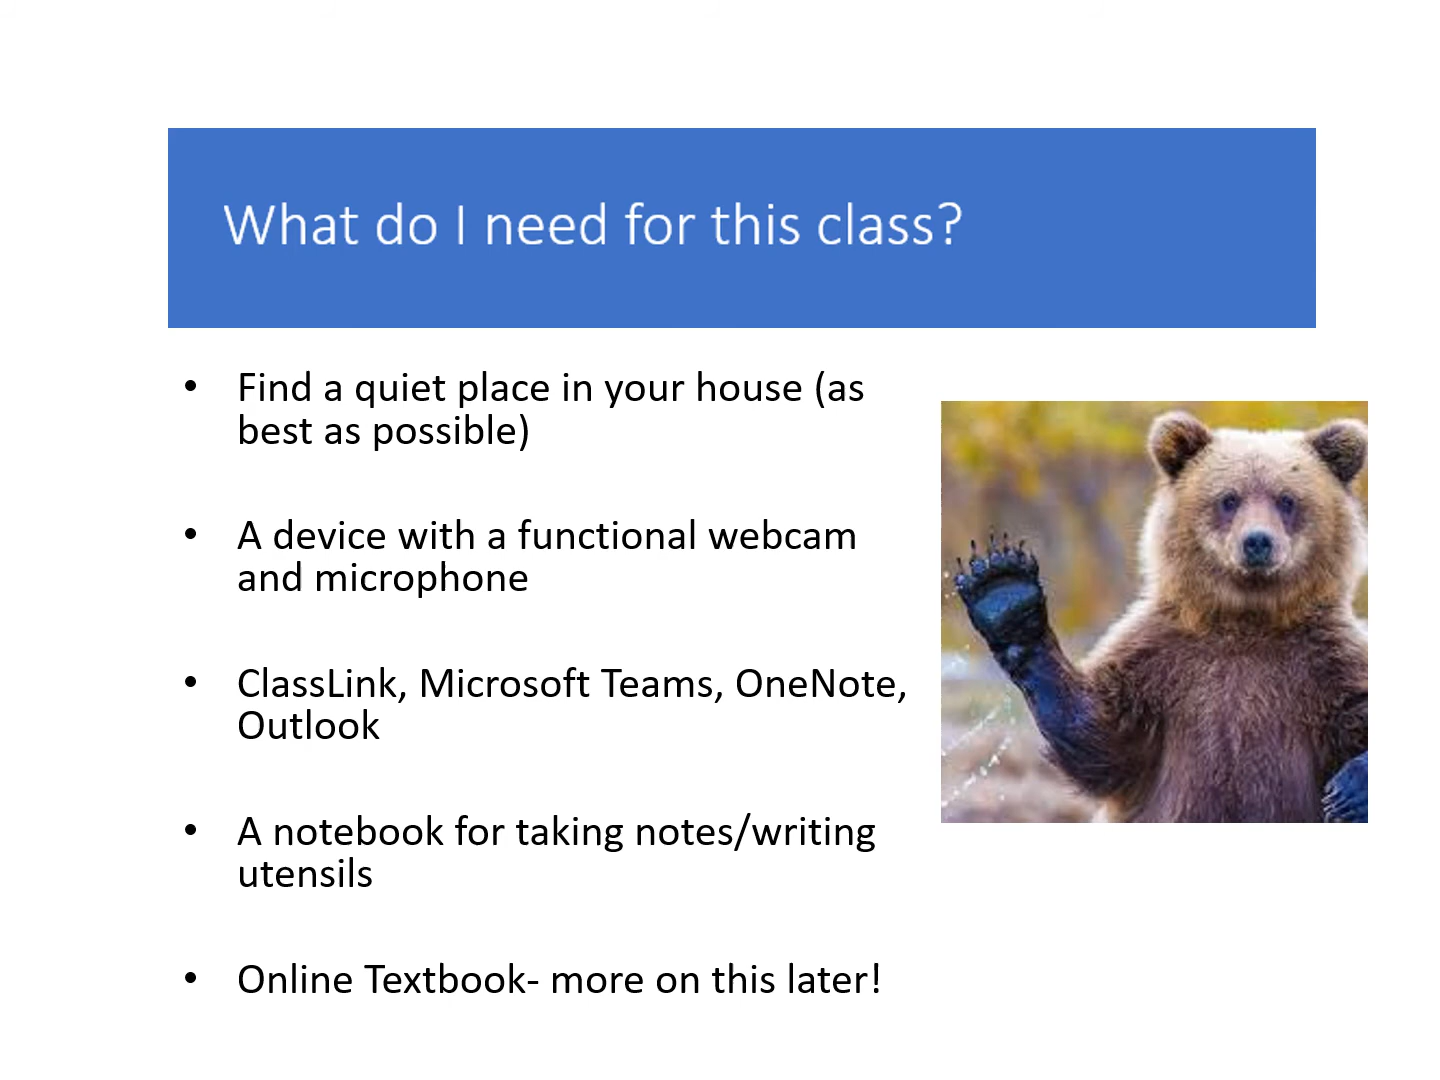 What do I need for this class?
• Find a quiet place in your house (as
best as possible)
• A device with a functional webcam
and microphone
• ClassLink, Microsoft Teams, OneNote,
Outlook
• A notebook for taking notes/writing
utensils
• Online Textbook- more on this later!